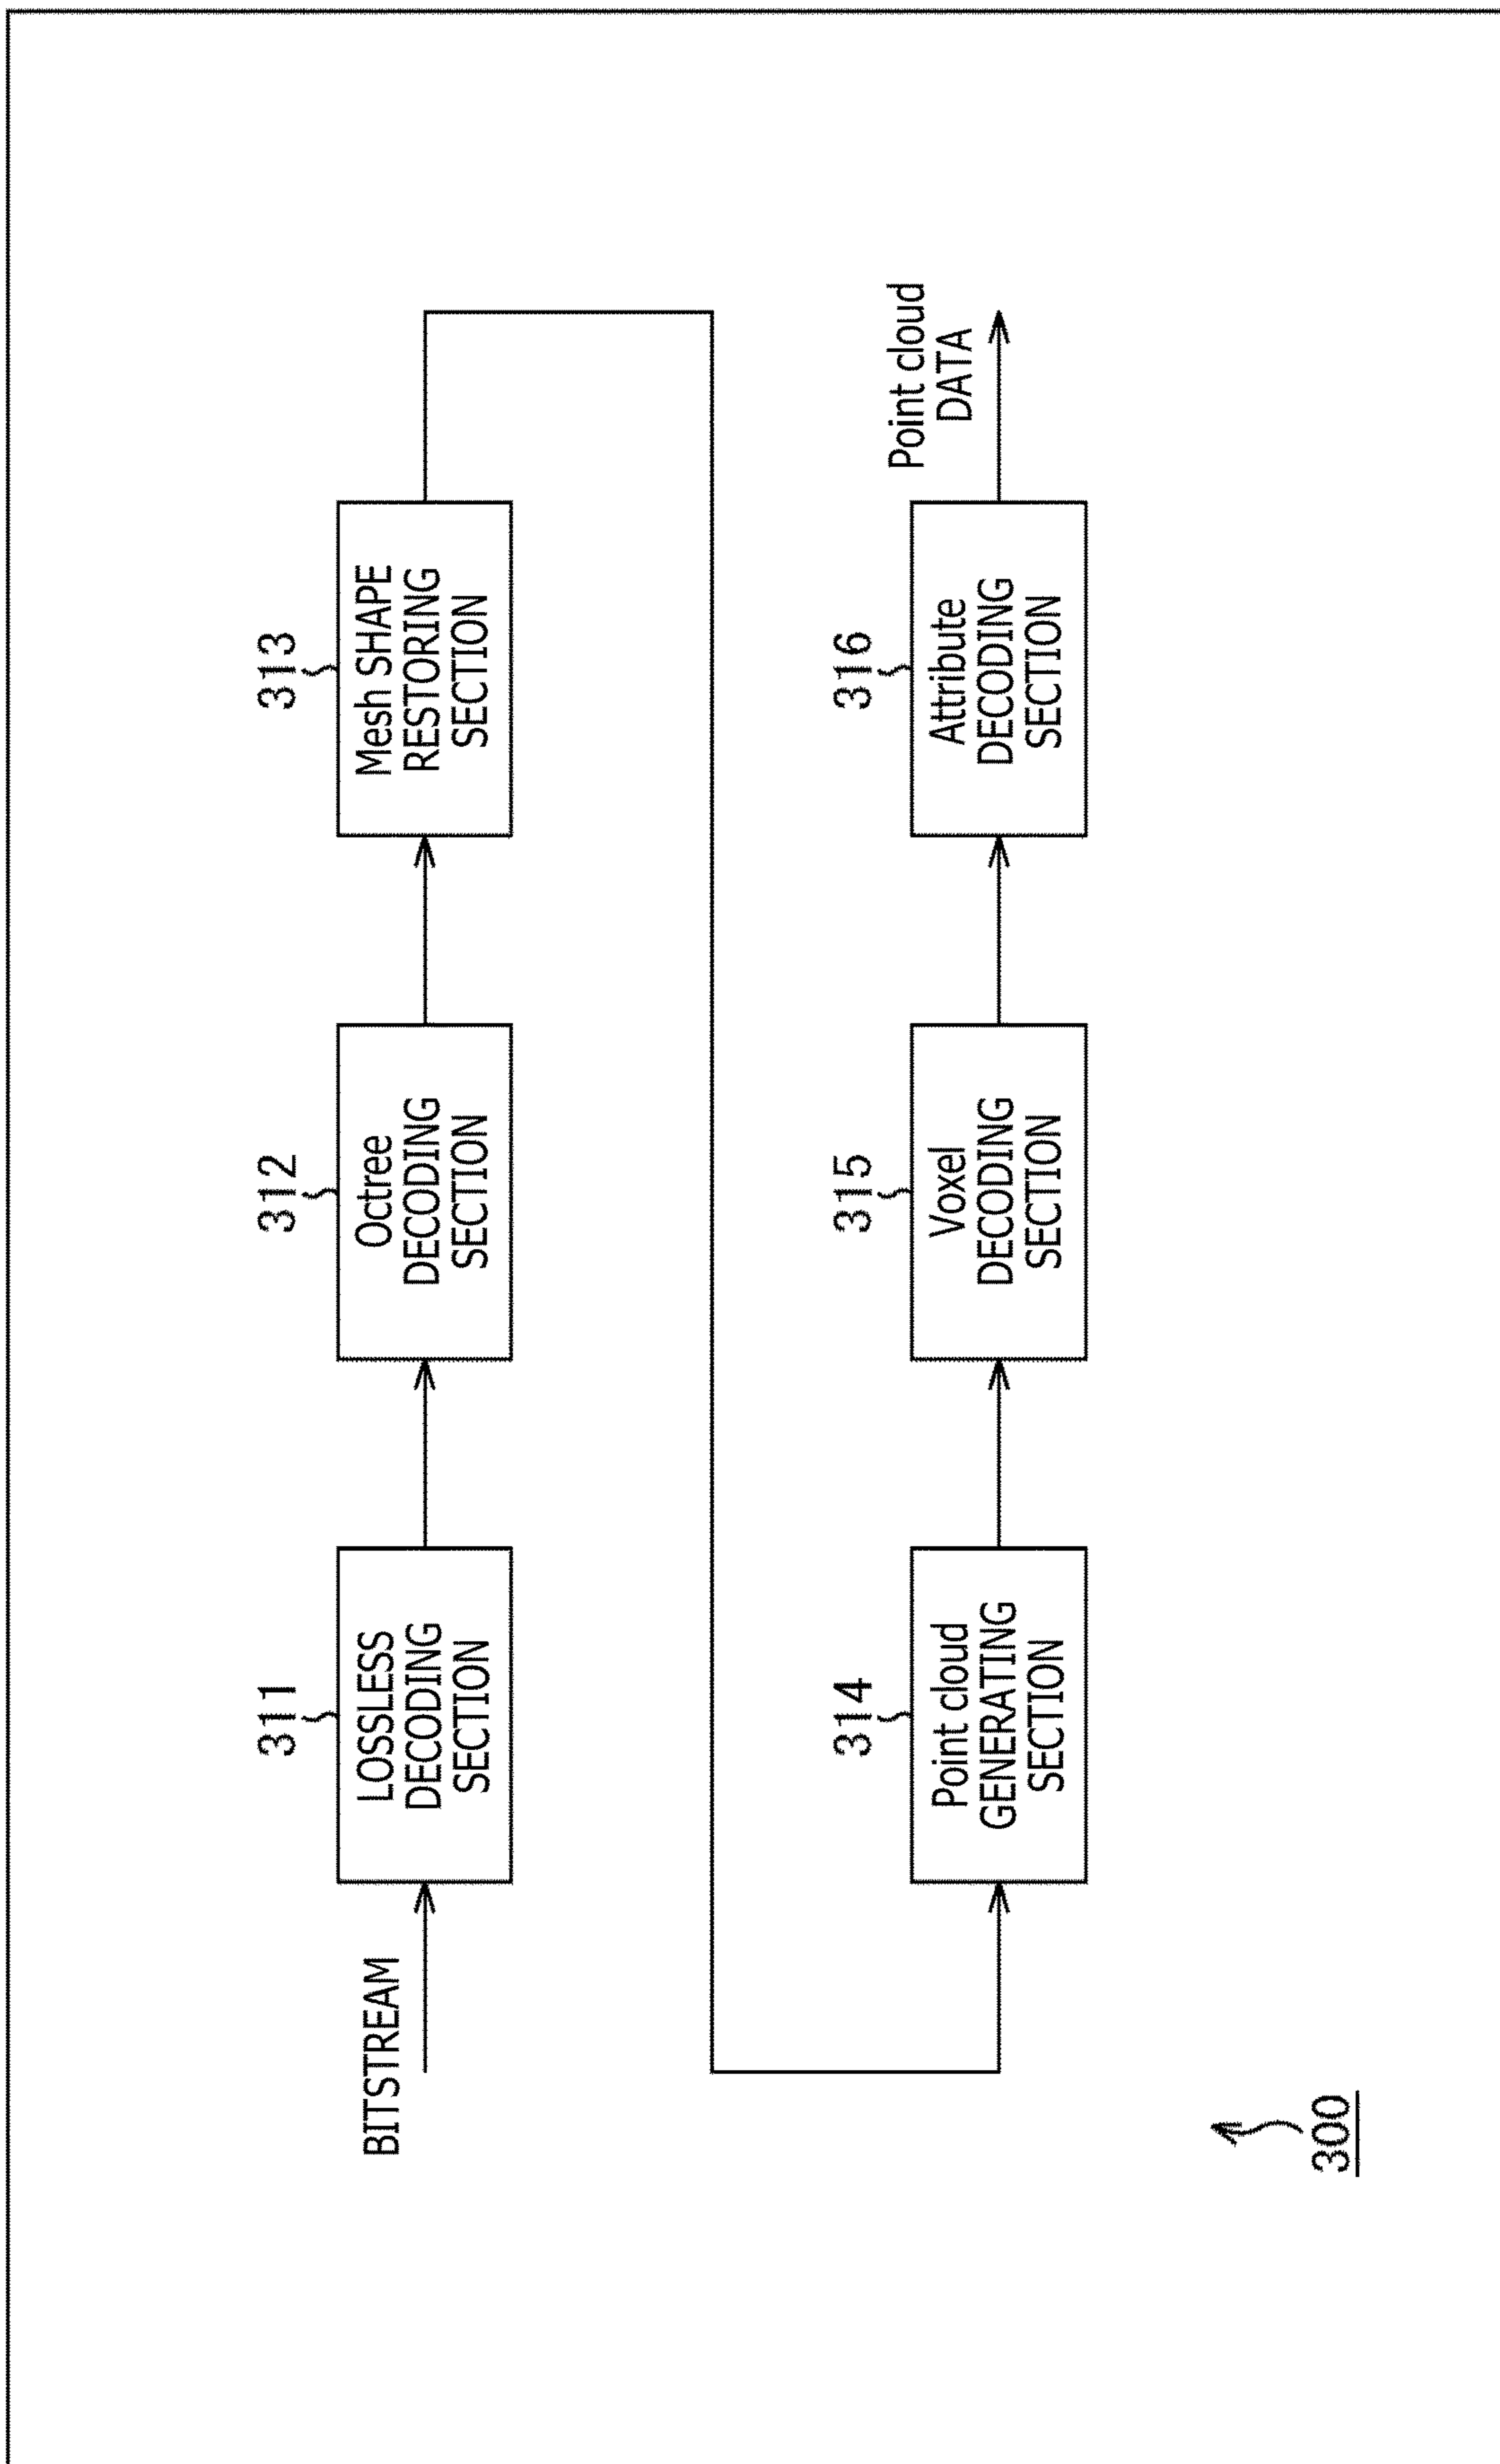 BITSTREAM
311
LOSSLESS
DECODING
SECTION
312
Octree
DECODING
SECTION
313
Mesh SHAPE
RESTORING
SECTION
314
Point cloud
GENERATING
SECTION
315
Voxel
DECODING
SECTION
316
Attribute
DECODING
SECTION
Point cloud
DATA
300